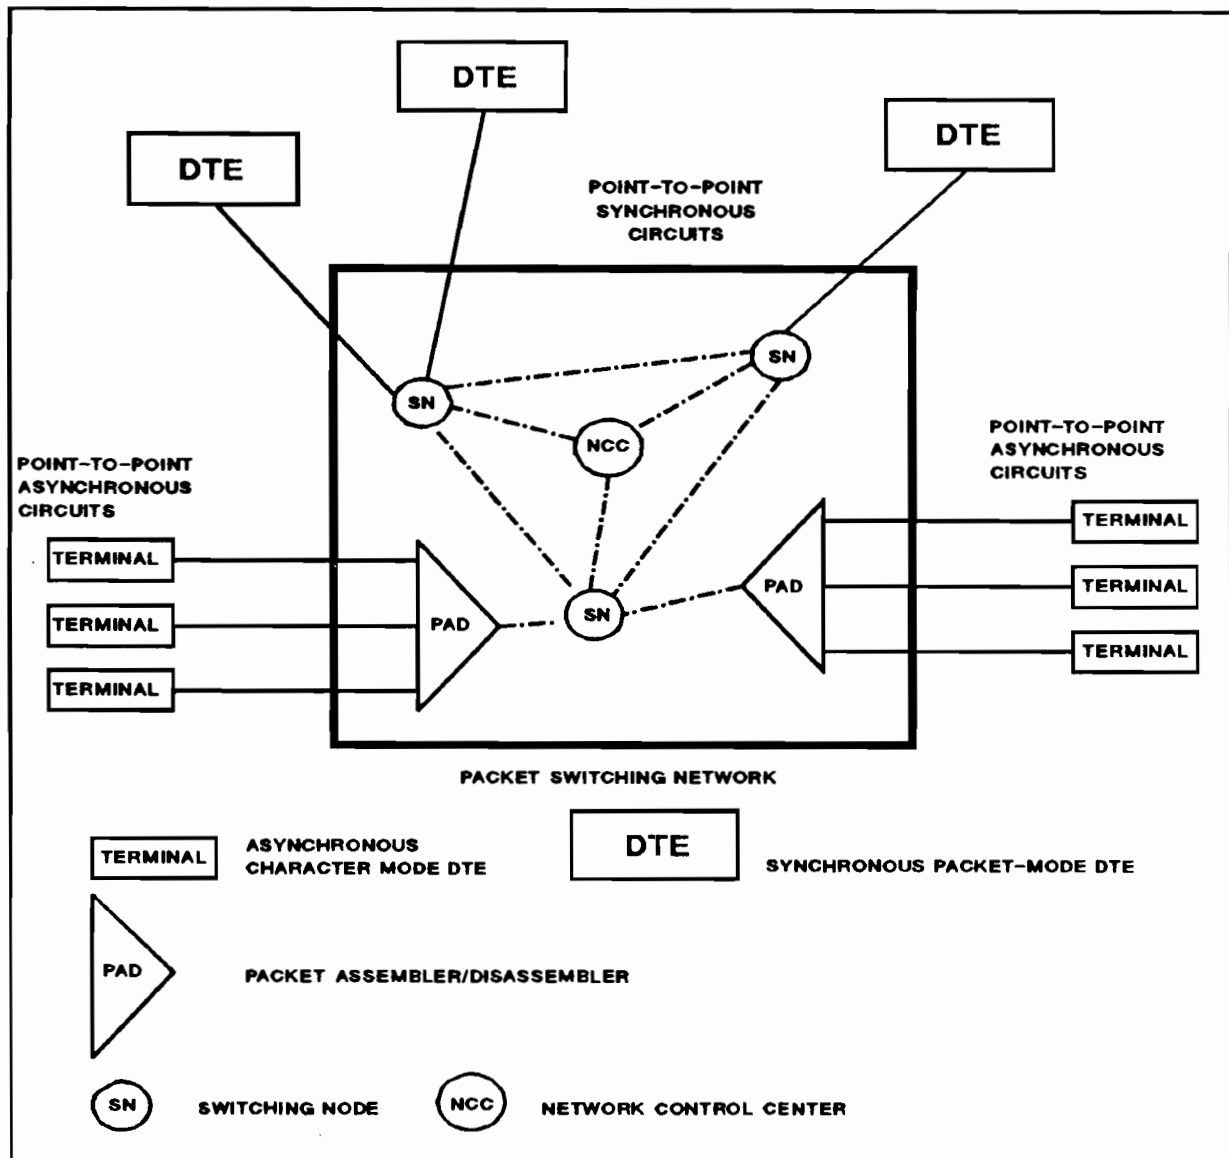 DTE
DTE
DTE
POINT-TO-POINT
SYNCHRONOUS
CIRCUITS
SN
SN
NCC
POINT-TO-POINT
ASYNCHRONOUS
CIRCUITS
POINT-TO-POINT
ASYNCHRONOUS
CIRCUITS
TERMINAL
TERMINAL
TERMINAL
PAD
SN
PAD
TERMINAL
TERMINAL
TERMINAL
PACKET SWITCHING NETWORK
TERMINAL
ASYNCHRONOUS
CHARACTER MODE DTE
DTE
SYNCHRONOUS PACKET-MODE DTE
PAD
PACKET ASSEMBLER/DISASSEMBLER
SN
SWITCHING NODE
NCC
NETWORK CONTROL CENTER